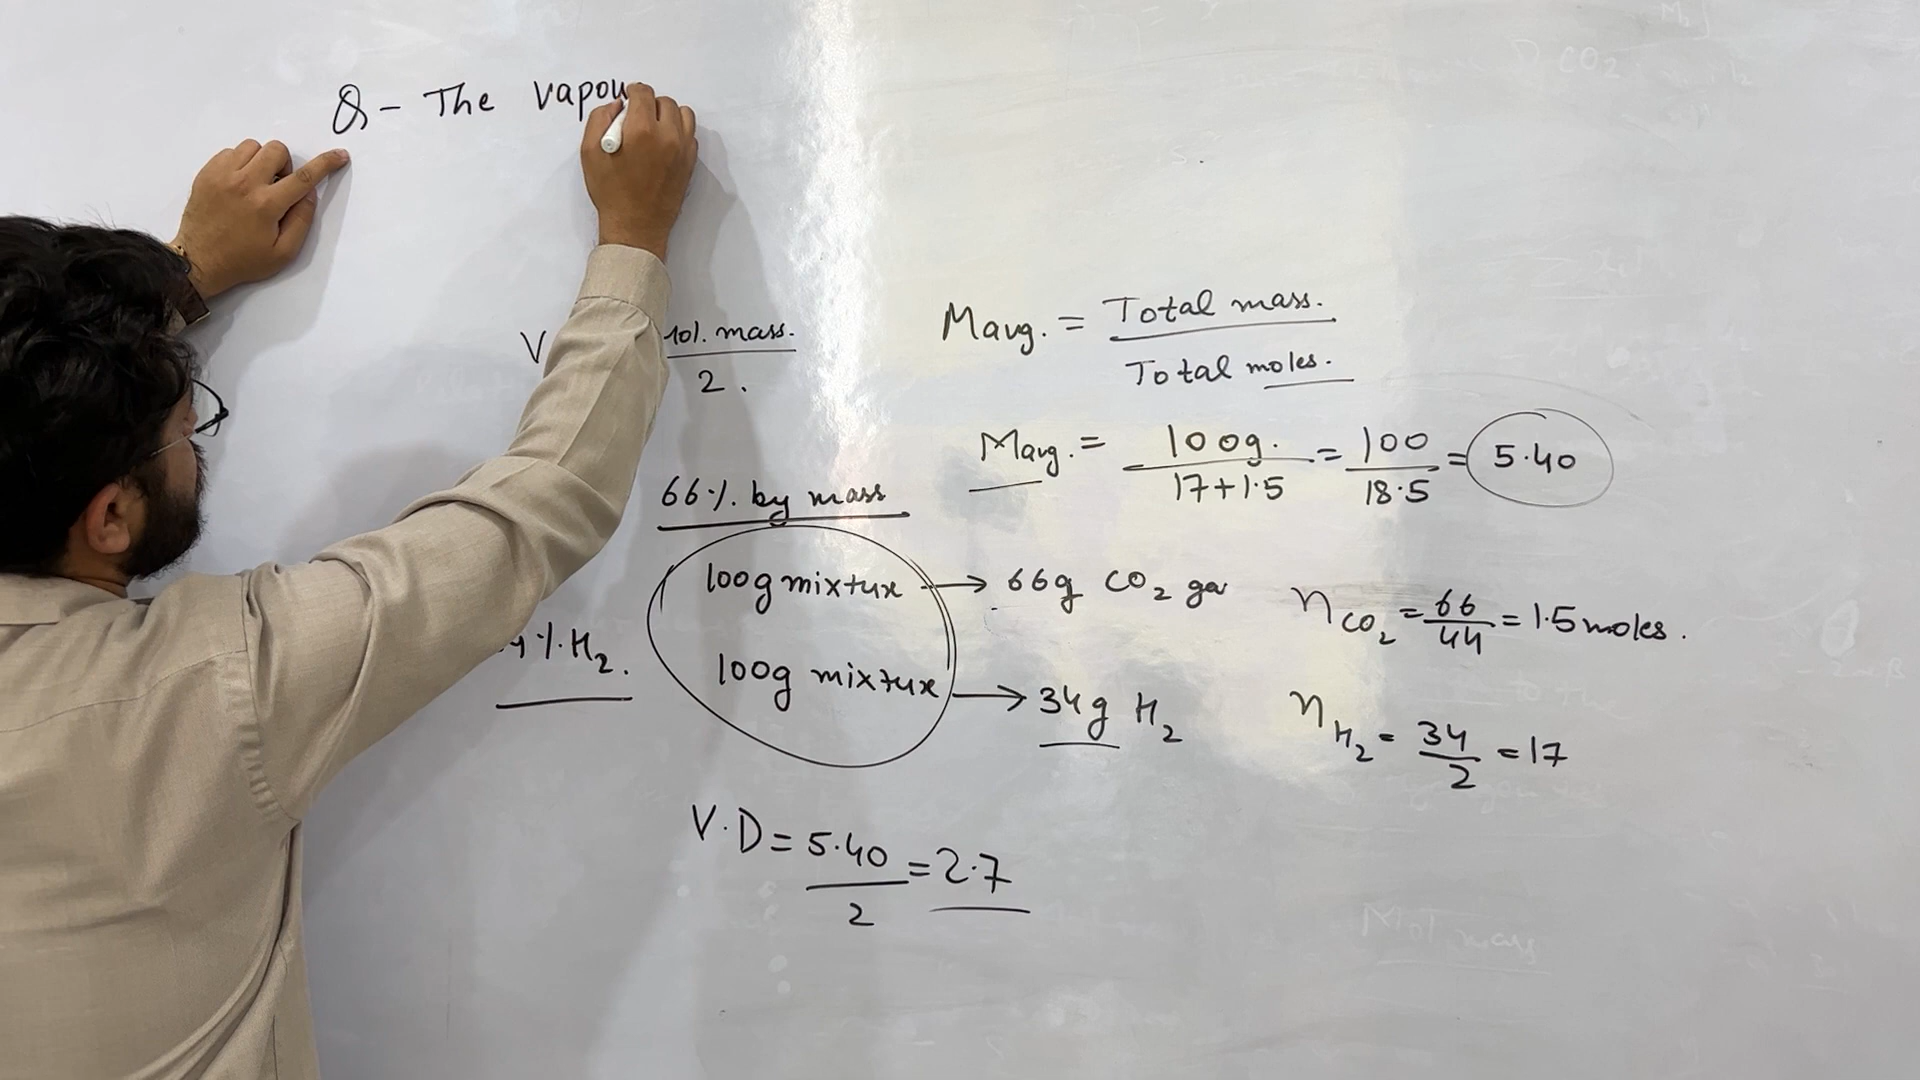 Q- The vapou
V
mol. mass.
2.
Mavg. = Total mass.
Total moles.
Mavg. = 100g. = 100 = 5.40
17+1.5 18.5
66%. by mass
100g mixture → 66g CO2 gas
nCO2 = 66 = 1.5 moles.
44
4%.H2.
100g mixture → 34g H2
nH2 = 34 = 17
2
V.D = 5.40 = 2.7
2